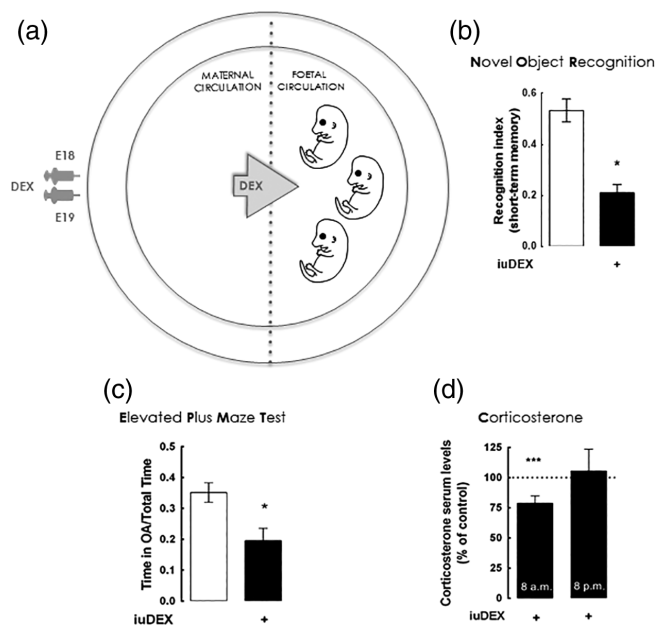 (a)
MATERNAL CIRCULATION
FOETAL CIRCULATION
E18
DEX
E19
DEX
(b)
Novel Object Recognition
Recognition index
(short-term memory)
0.6
0.4
0.2
0.0
*
iuDEX
+
(c)
Elevated Plus Maze Test
Time in OA/Total Time
0.5
0.4
0.3
0.2
0.1
0.0
*
iuDEX
+
(d)
Corticosterone
Corticosterone serum levels
(% of control)
125
100
75
50
25
0
***
8 a.m.
8 p.m.
iuDEX
+
+